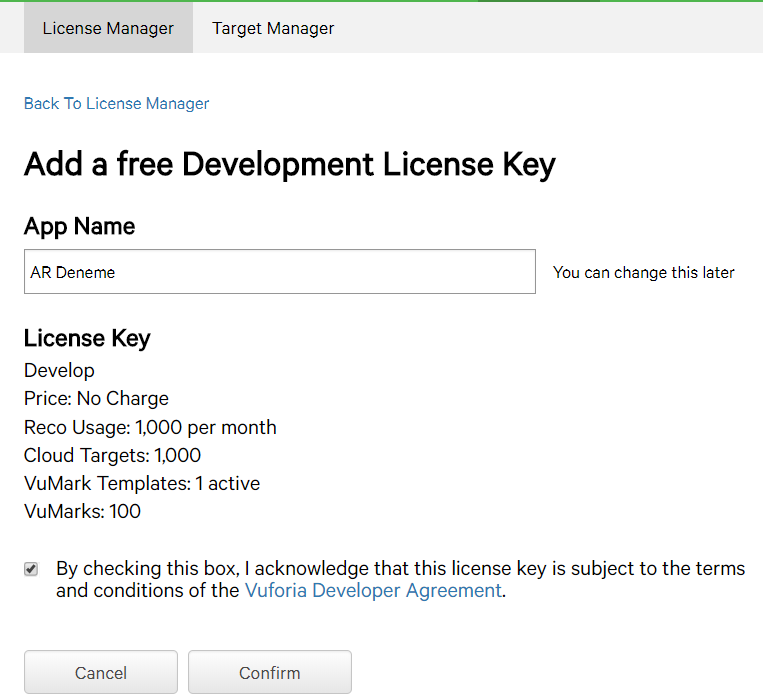 License Manager Target Manager
Back To License Manager
Add a free Development License Key
App Name
AR Deneme You can change this later
License Key
Develop
Price: No Charge
Reco Usage: 1,000 per month
Cloud Targets: 1,000
VuMark Templates: 1 active
VuMarks: 100
By checking this box, I acknowledge that this license key is subject to the terms
and conditions of the Vuforia Developer Agreement.
Cancel Confirm